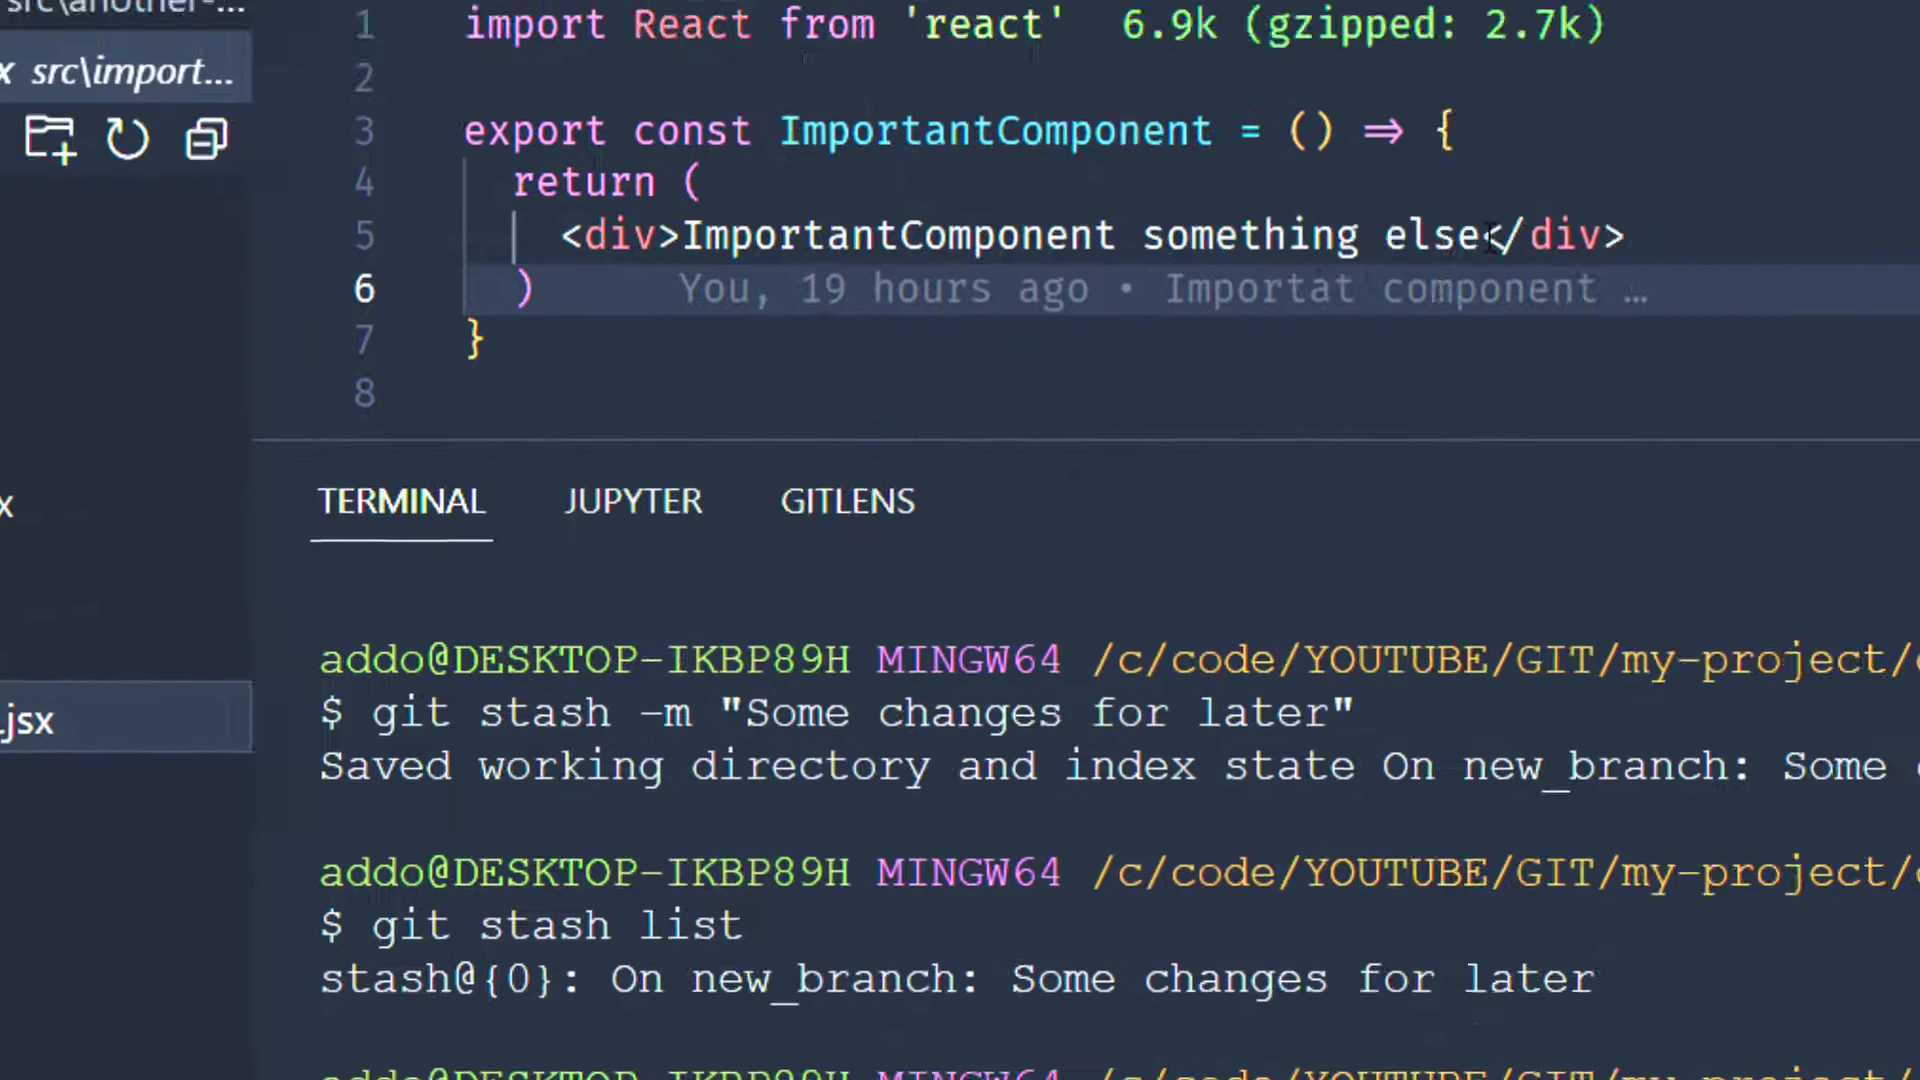 src\another-...
x src\import...
x
.jsx
1 import React from 'react' 6.9k (gzipped: 2.7k)
2
3 export const ImportantComponent = () => {
4 return (
5 <div>ImportantComponent something else</div>
6 ) You, 19 hours ago • Importat component ...
7 }
8
TERMINAL JUPYTER GITLENS
addo@DESKTOP-IKBP89H MINGW64 /c/code/YOUTUBE/GIT/my-project/
$ git stash -m "Some changes for later"
Saved working directory and index state On new_branch: Some
addo@DESKTOP-IKBP89H MINGW64 /c/code/YOUTUBE/GIT/my-project/
$ git stash list
stash@{0}: On new_branch: Some changes for later